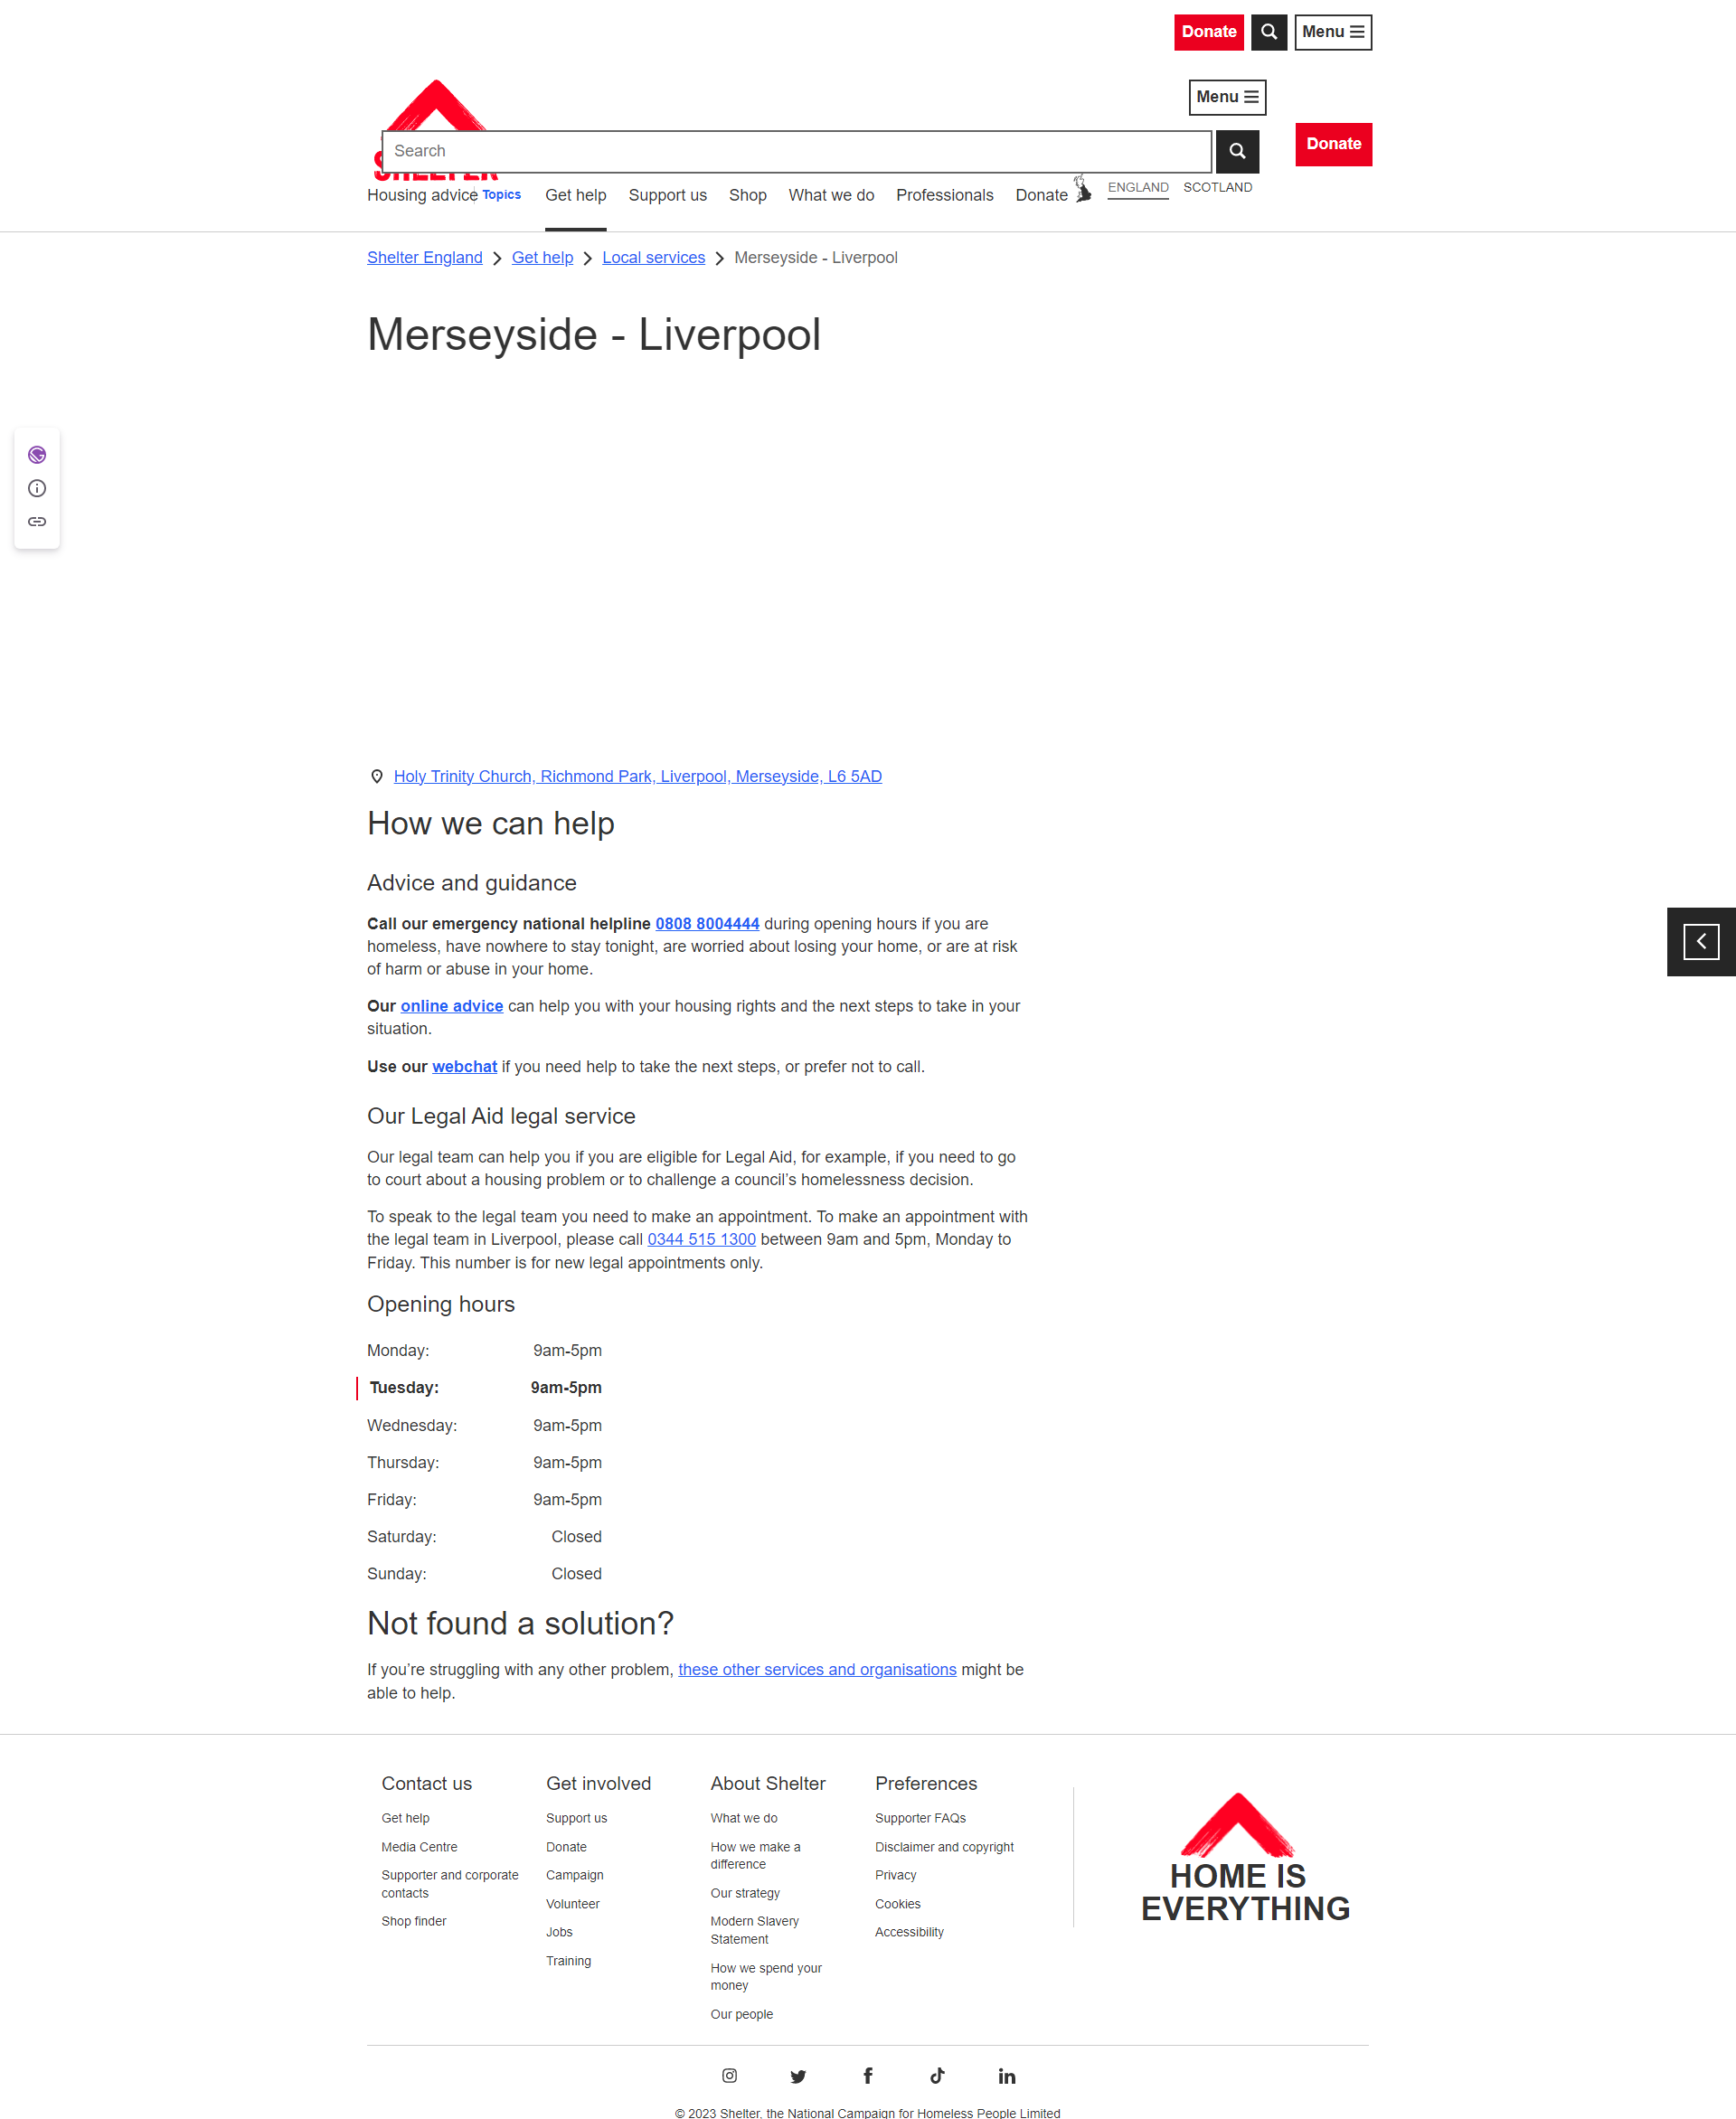 Donate
Menu
Menu
Search
Donate
Housing advice Topics Get help Support us Shop What we do Professionals Donate ENGLAND SCOTLAND
Shelter England Get help Local services Merseyside - Liverpool
Merseyside - Liverpool
Holy Trinity Church, Richmond Park, Liverpool, Merseyside, L6 5AD
How we can help
Advice and guidance
Call our emergency national helpline 0808 8004444 during opening hours if you are
homeless, have nowhere to stay tonight, are worried about losing your home, or are at risk
of harm or abuse in your home.
Our online advice can help you with your housing rights and the next steps to take in your
situation.
Use our webchat if you need help to take the next steps, or prefer not to call.
Our Legal Aid legal service
Our legal team can help you if you are eligible for Legal Aid, for example, if you need to go
to court about a housing problem or to challenge a council’s homelessness decision.
To speak to the legal team you need to make an appointment. To make an appointment with
the legal team in Liverpool, please call 0344 515 1300 between 9am and 5pm, Monday to
Friday. This number is for new legal appointments only.
Opening hours
Monday: 9am-5pm
Tuesday: 9am-5pm
Wednesday: 9am-5pm
Thursday: 9am-5pm
Friday: 9am-5pm
Saturday: Closed
Sunday: Closed
Not found a solution?
If you’re struggling with any other problem, these other services and organisations might be
able to help.
Contact us
Get help
Media Centre
Supporter and corporate
contacts
Shop finder
Get involved
Support us
Donate
Campaign
Volunteer
Jobs
Training
About Shelter
What we do
How we make a
difference
Our strategy
Modern Slavery
Statement
How we spend your
money
Our people
Preferences
Supporter FAQs
Disclaimer and copyright
Privacy
Cookies
Accessibility
HOME IS
EVERYTHING
© 2023 Shelter, the National Campaign for Homeless People Limited